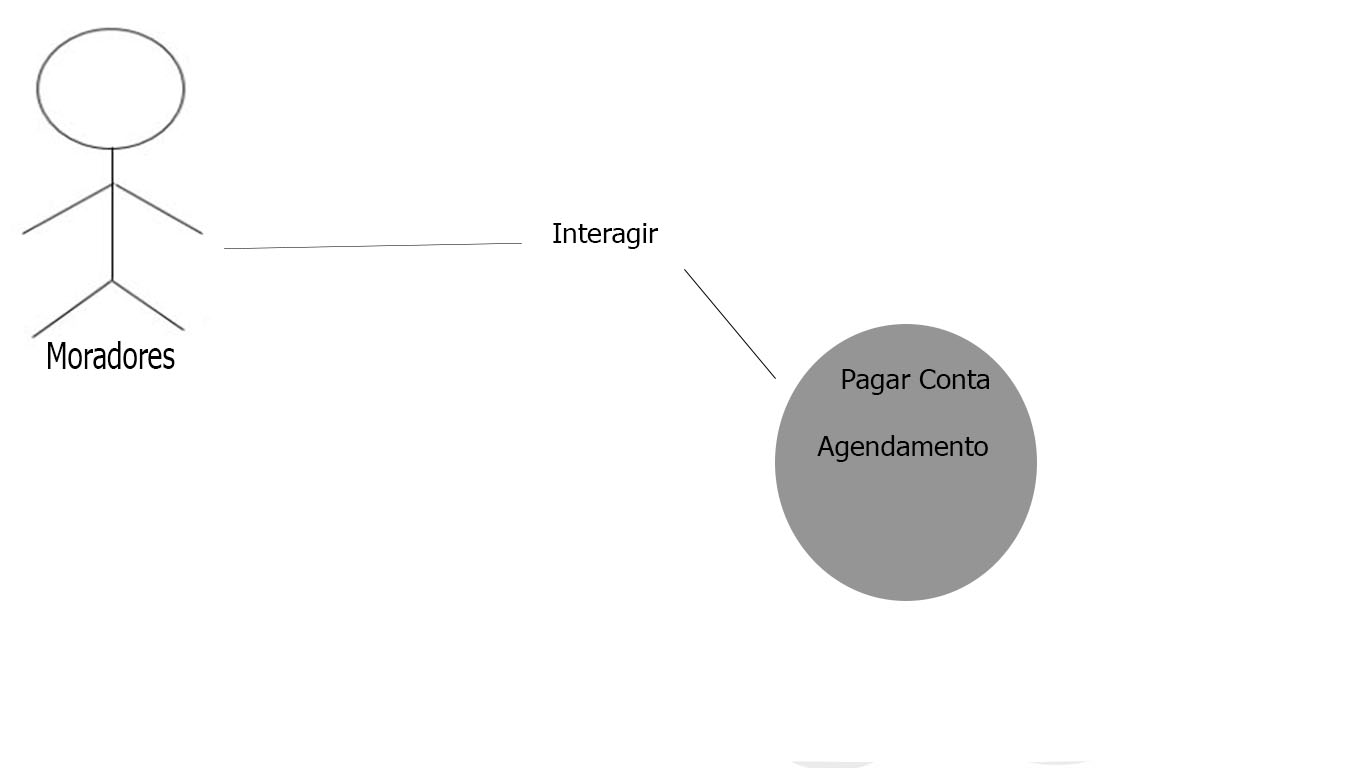 Interagir
Moradores
Pagar Conta
Agendamento